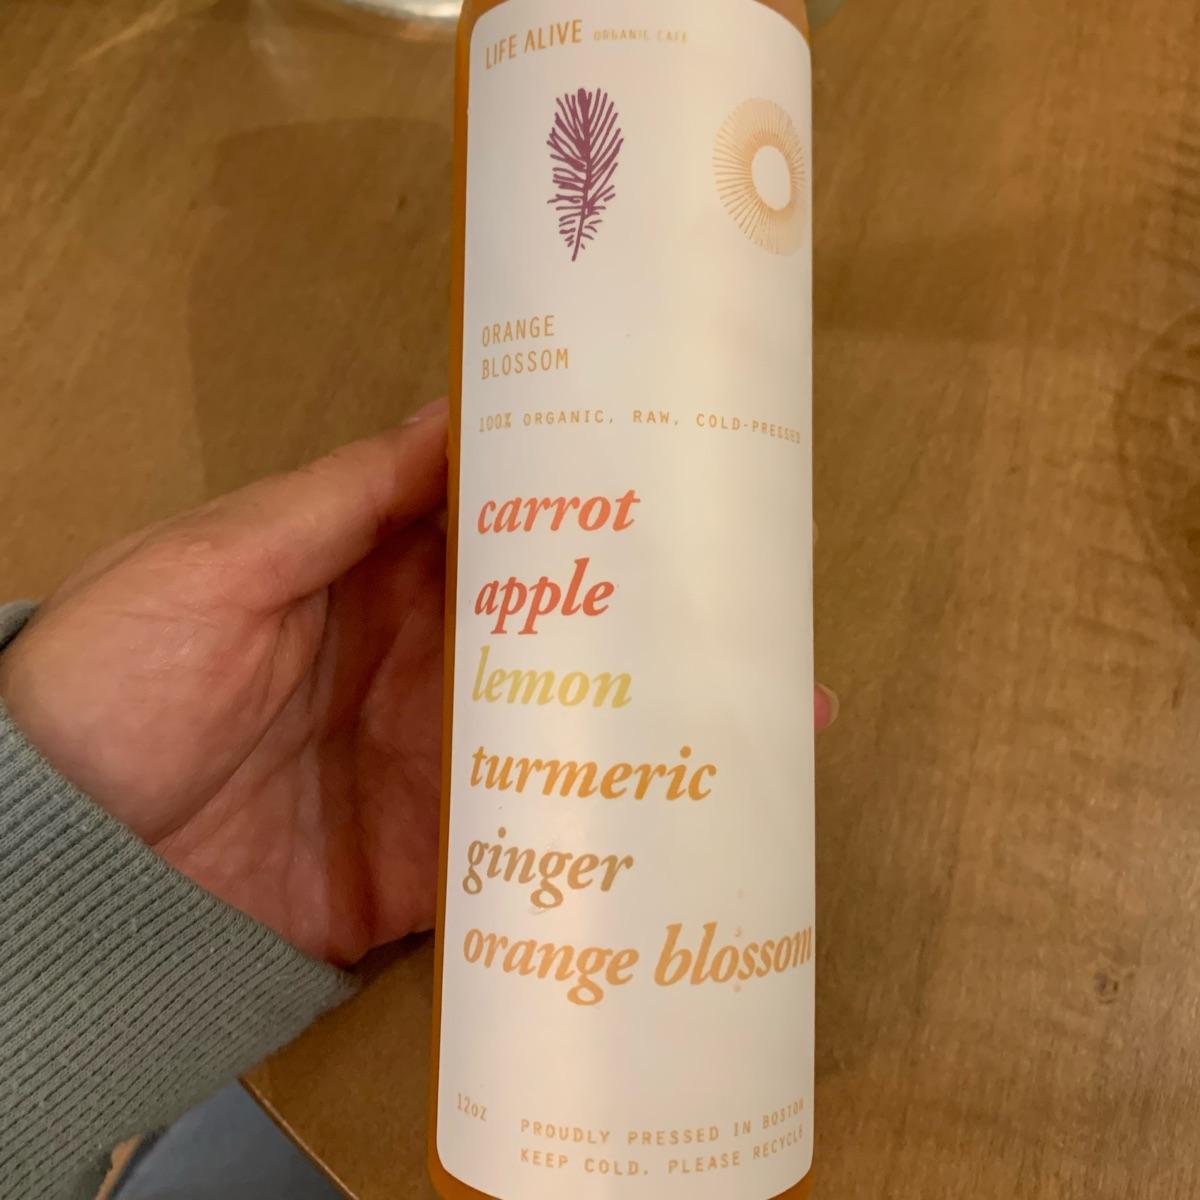 LIFE ALIVE ORGANIC CAFE
ORANGE
BLOSSOM
100% ORGANIC, RAW, COLD-PRESSED
carrot
apple
lemon
turmeric
ginger
orange blossom
12oz
PROUDLY PRESSED IN BOSTON
KEEP COLD. PLEASE RECYCLE